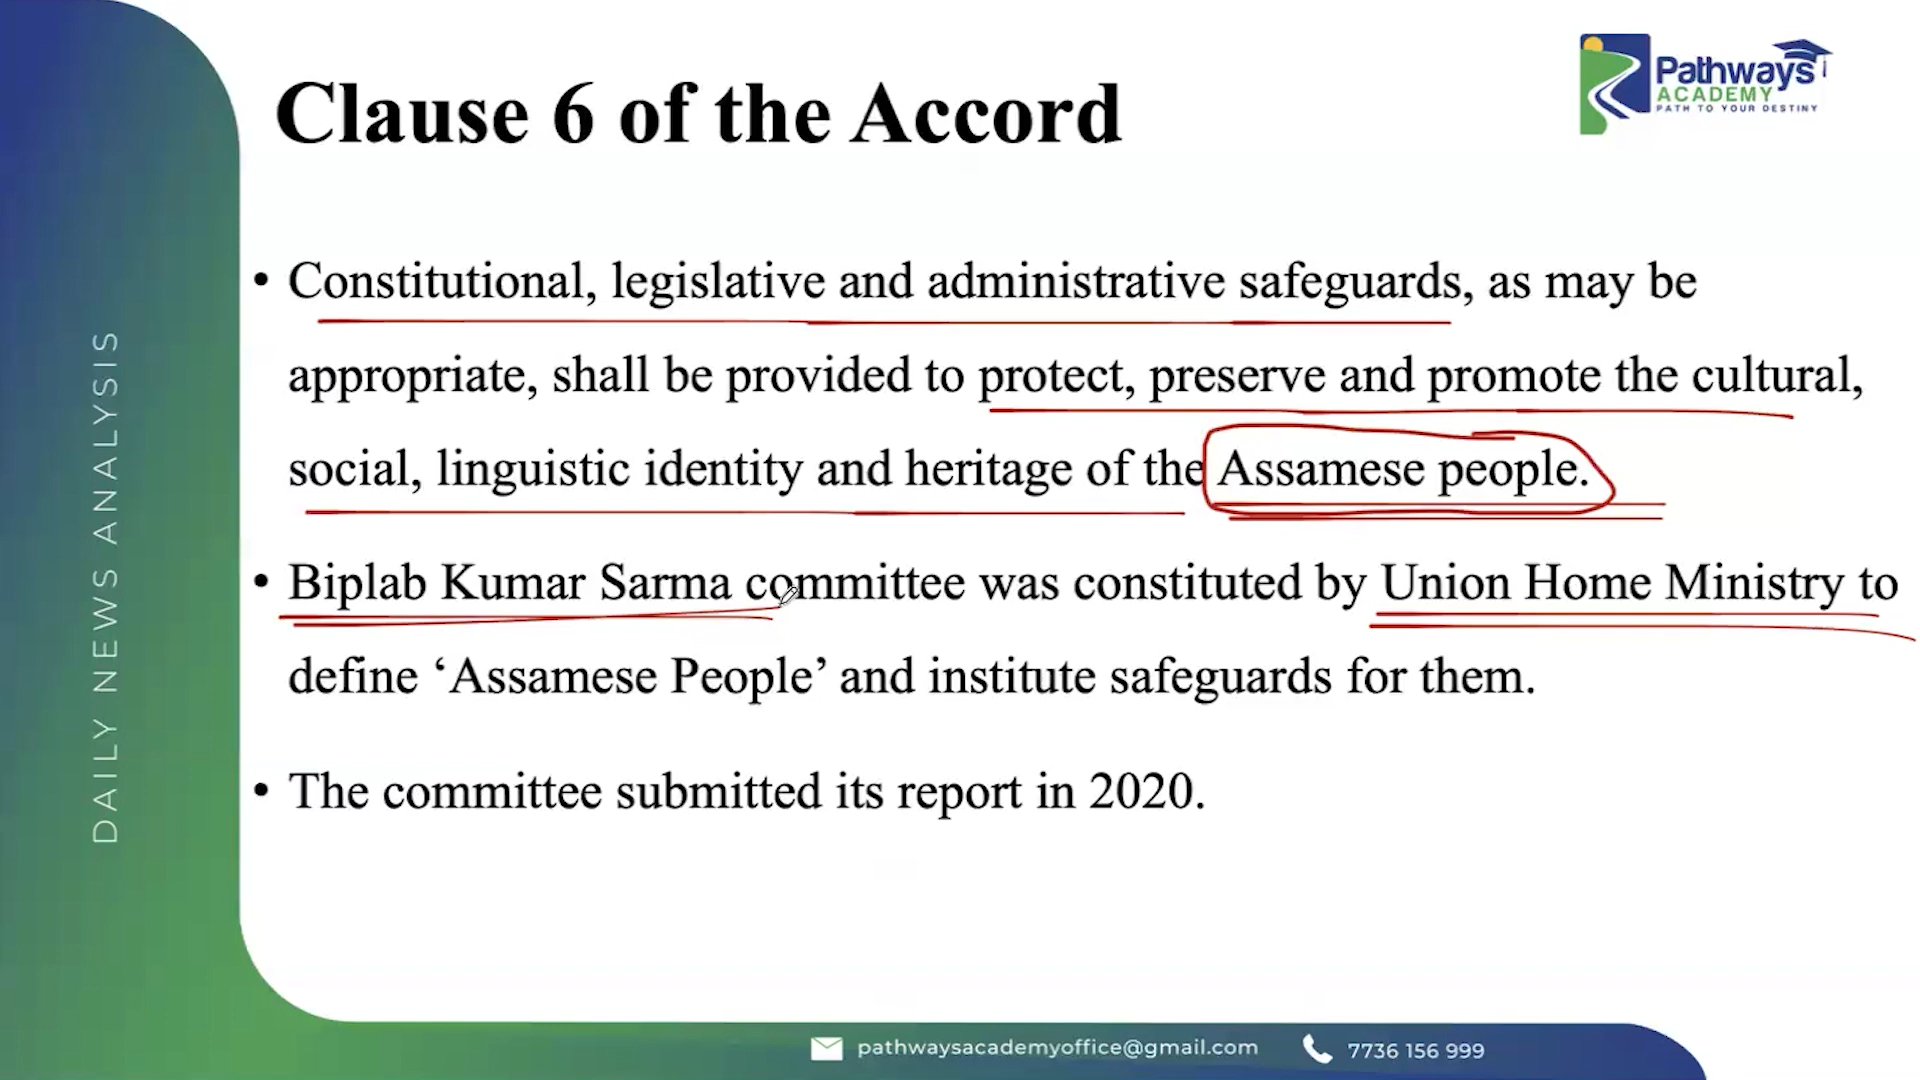 Clause 6 of the Accord
Pathways
ACADEMY
PATH TO YOUR DESTINY
• Constitutional, legislative and administrative safeguards, as may be
appropriate, shall be provided to protect, preserve and promote the cultural,
social, linguistic identity and heritage of the Assamese people.
• Biplab Kumar Sarma committee was constituted by Union Home Ministry to
define ‘Assamese People’ and institute safeguards for them.
• The committee submitted its report in 2020.
DAILY NEWS ANALYSIS
pathwaysacademyoffice@gmail.com
7736 156 999